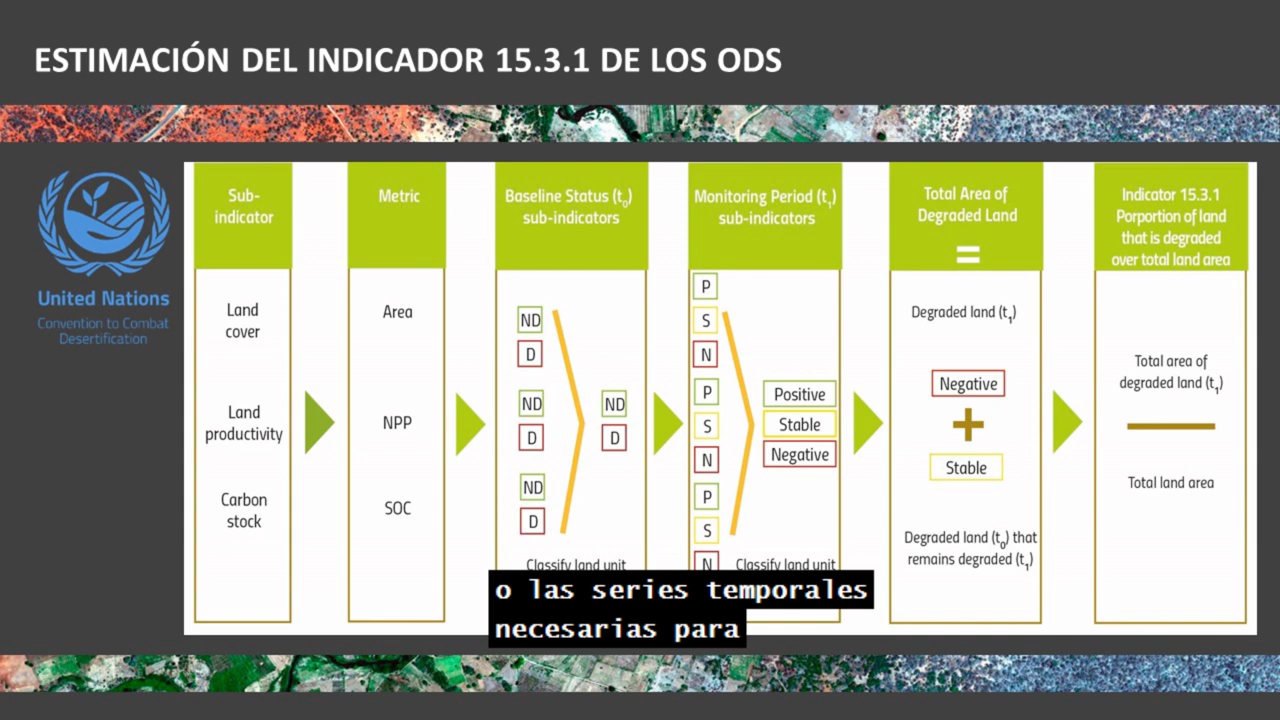 ESTIMACIÓN DEL INDICADOR 15.3.1 DE LOS ODS
United Nations
Convention to Combat
Desertification
Sub-
indicator
Land
cover
Land
productivity
Carbon
stock
Metric
Area
NPP
SOC
Baseline Status (t0)
sub-indicators
ND
D
ND
D
ND
D
ND
D
Classify land unit
Monitoring Period (t1)
sub-indicators
P
S
N
P
S
N
P
S
N
Positive
Stable
Negative
Classify land unit
Total Area of
Degraded Land
=
Degraded land (t1)
Negative
+
Stable
Degraded land (t0) that
remains degraded (t1)
Indicator 15.3.1
Porportion of land
that is degraded
over total land area
Total area of
degraded land (t1)
Total land area
o las series temporales
necesarias para